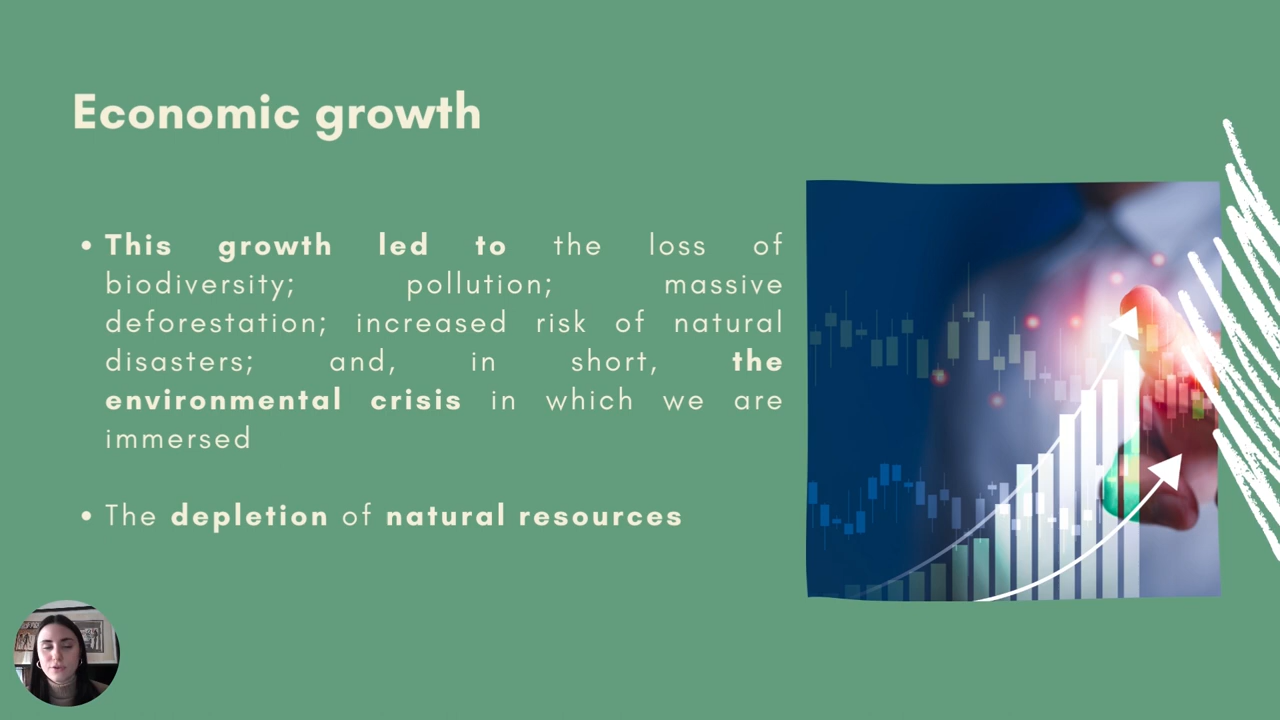 Economic growth
• This growth led to the loss of
biodiversity; pollution; massive
deforestation; increased risk of natural
disasters; and, in short, the
environmental crisis in which we are
immersed
• The depletion of natural resources